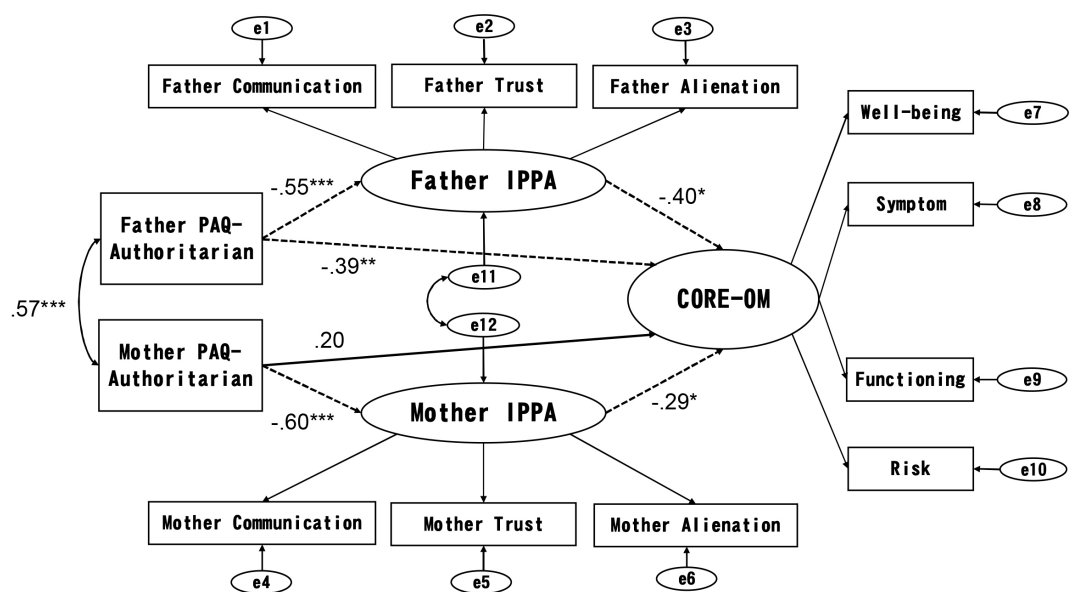 e1
e2
e3
Father Communication
Father Trust
Father Alienation
Well-being
e7
-.55***
Father IPPA
-.40*
Symptom
e8
Father PAQ-
Authoritarian
-.39**
e11
.57***
CORE-OM
e12
.20
Mother PAQ-
Authoritarian
Functioning
e9
-.60***
Mother IPPA
-.29*
Risk
e10
Mother Communication
Mother Trust
Mother Alienation
e4
e5
e6